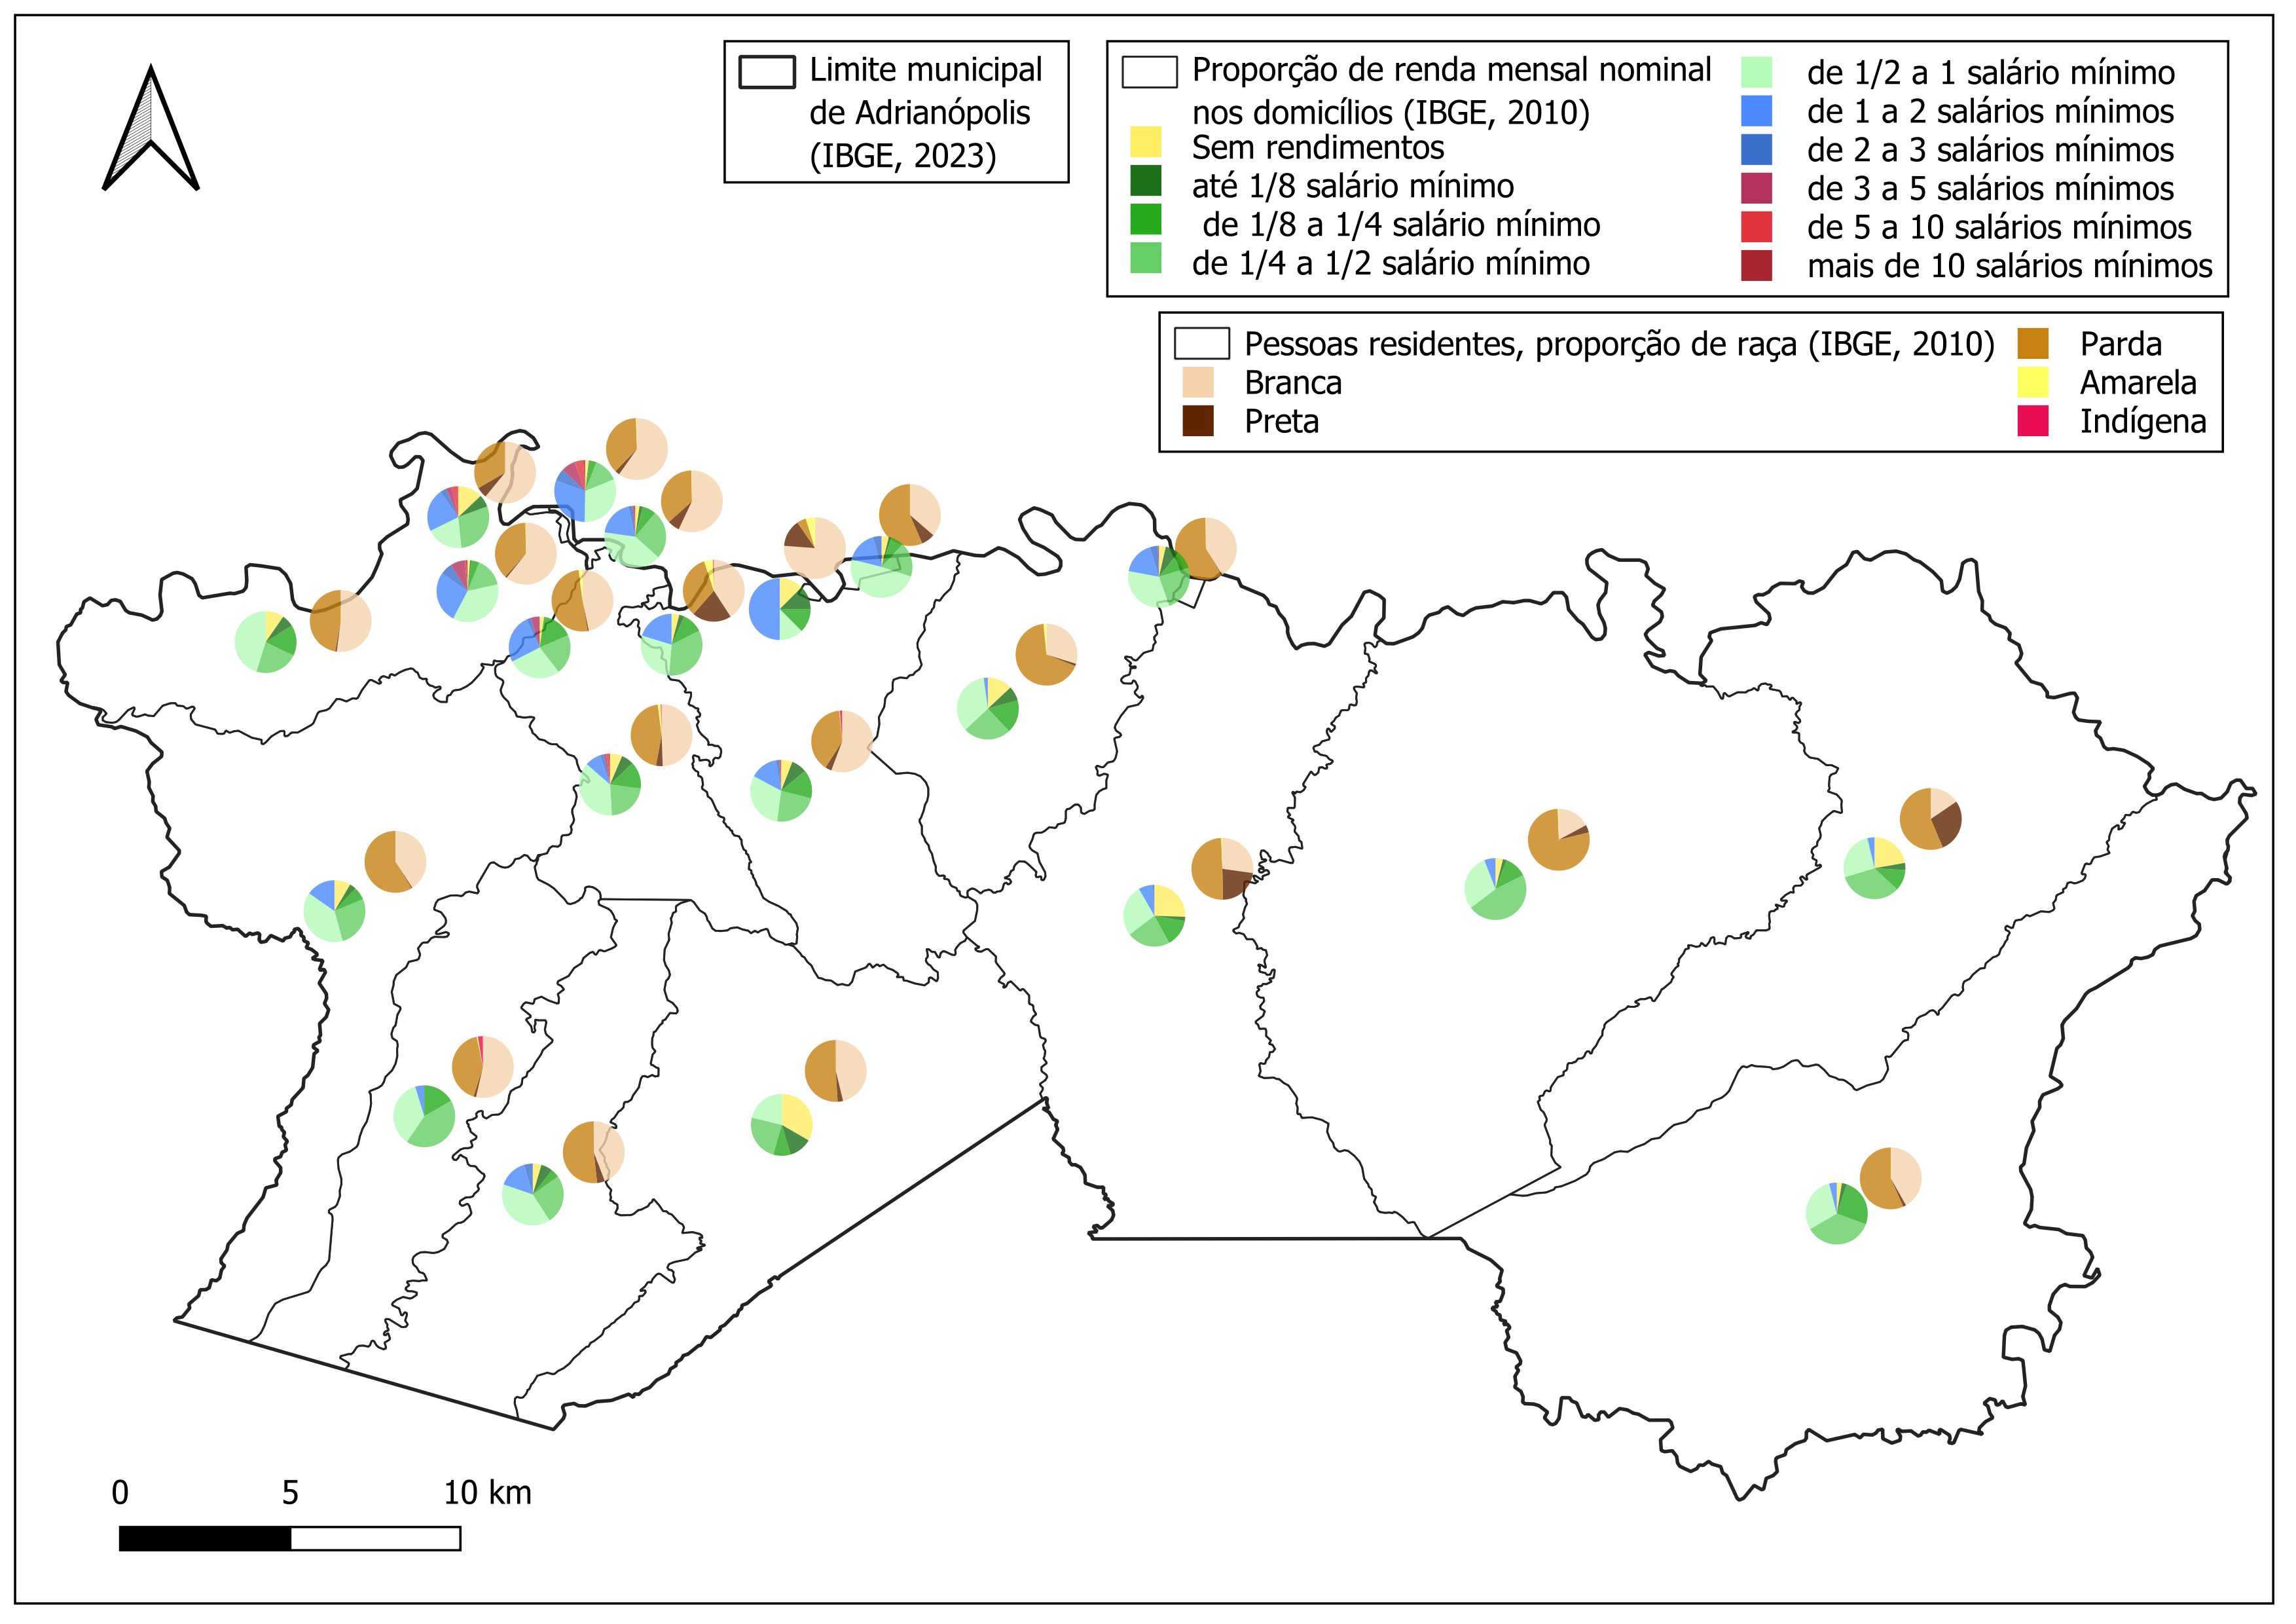 Limite municipal
de Adrianópolis
(IBGE, 2023)
Proporção de renda mensal nominal
nos domicílios (IBGE, 2010)
Sem rendimentos
até 1/8 salário mínimo
de 1/8 a 1/4 salário mínimo
de 1/4 a 1/2 salário mínimo
de 1/2 a 1 salário mínimo
de 1 a 2 salários mínimos
de 2 a 3 salários mínimos
de 3 a 5 salários mínimos
de 5 a 10 salários mínimos
mais de 10 salários mínimos
Pessoas residentes, proporção de raça (IBGE, 2010)
Branca
Preta
Parda
Amarela
Indígena
0 5 10 km